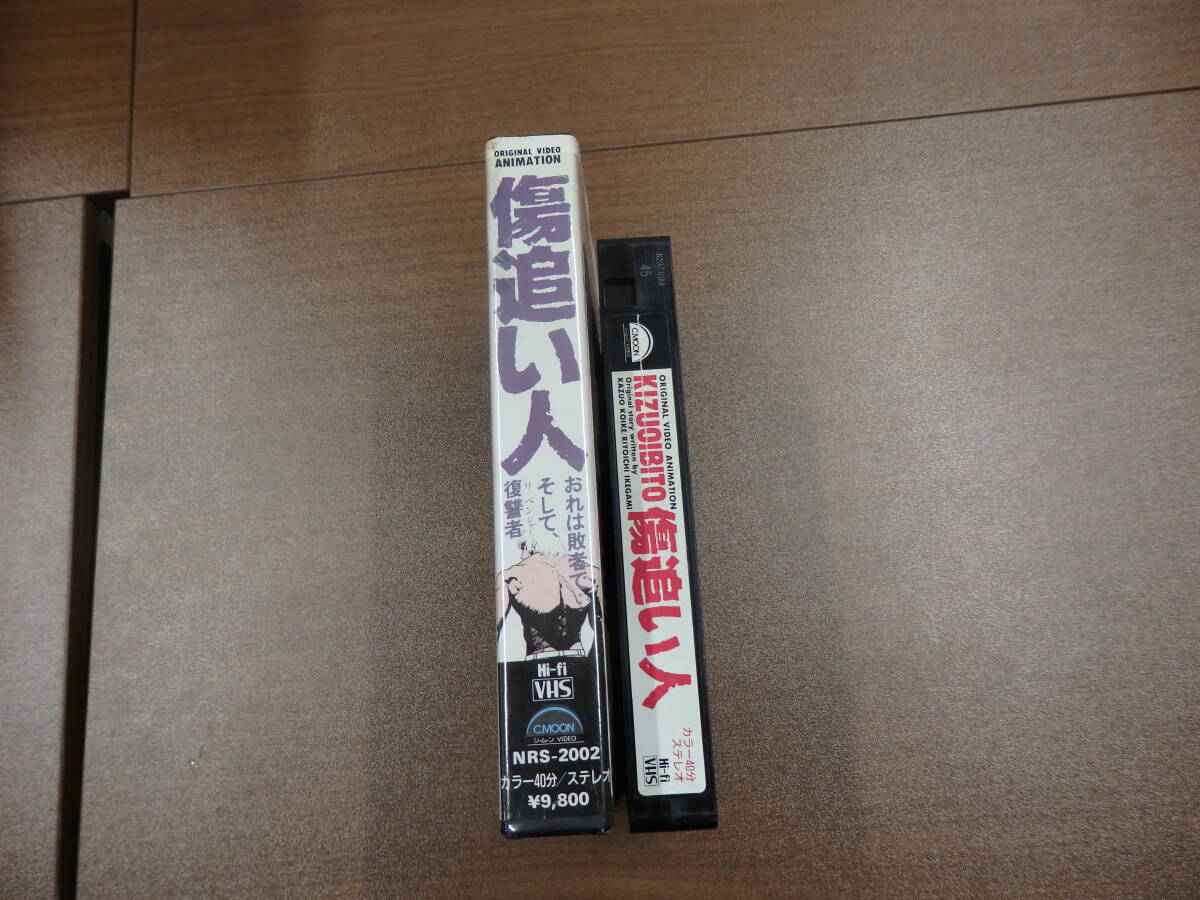 ORIGINAL VIDEO
ANIMATION
傷追い人
おれは敗者で
そして、
リベンジャー
復讐者
Hi-fi
VHS
C.MOON
シームーン VIDEO
NRS-2002
カラー40分/ステレオ
¥9,800
45
C.MOON
ORIGINAL VIDEO ANIMATION
KIZUOIBITO 傷追い人
Original story written by
KAZUO KOIKE/RIYOICHI IKEGAMI
カラー40分
ステレオ
Hi-fi
VHS